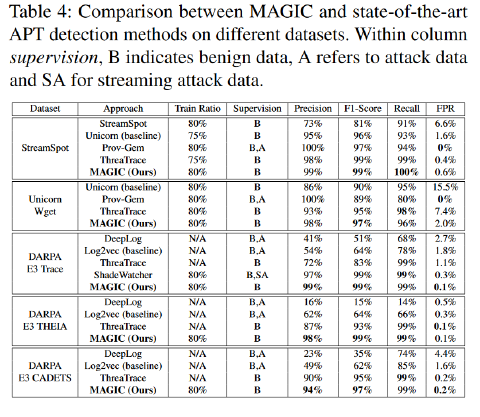 Table 4: Comparison between MAGIC and state-of-the-art
APT detection methods on different datasets. Within column
supervision, B indicates benign data, A refers to attack data
and SA for streaming attack data.
Dataset Approach Train Ratio Supervision Precision F1-Score Recall FPR
StreamSpot 80% B 73% 81% 91% 6.6%
Unicorn (baseline) 75% B 95% 96% 93% 1.6%
StreamSpot Prov-Gem 80% B,A 100% 97% 94% 0%
ThreaTrace 75% B 98% 99% 99% 0.4%
MAGIC (Ours) 80% B 99% 99% 100% 0.6%
Unicorn (baseline) 80% B 86% 90% 95% 15.5%
Unicorn Prov-Gem 80% B,A 100% 89% 80% 0%
Wget ThreaTrace 80% B 93% 95% 98% 7.4%
MAGIC (Ours) 80% B 98% 97% 96% 2.0%
DeepLog N/A B,A 41% 51% 68% 2.7%
DARPA Log2vec (baseline) N/A B,A 54% 64% 78% 1.8%
E3 Trace ThreaTrace N/A B 72% 83% 99% 1.1%
ShadeWatcher 80% B,SA 97% 99% 99% 0.3%
MAGIC (Ours) 80% B 99% 99% 99% 0.1%
DeepLog N/A B,A 16% 15% 14% 0.5%
DARPA Log2vec (baseline) N/A B,A 62% 64% 66% 0.3%
E3 THEIA ThreaTrace N/A B 87% 93% 99% 0.1%
MAGIC (Ours) 80% B 98% 99% 99% 0.1%
DeepLog N/A B,A 23% 35% 74% 4.4%
DARPA Log2vec (baseline) N/A B,A 49% 62% 85% 1.6%
E3 CADETS ThreaTrace N/A B 90% 95% 99% 0.2%
MAGIC (Ours) 80% B 94% 97% 99% 0.2%